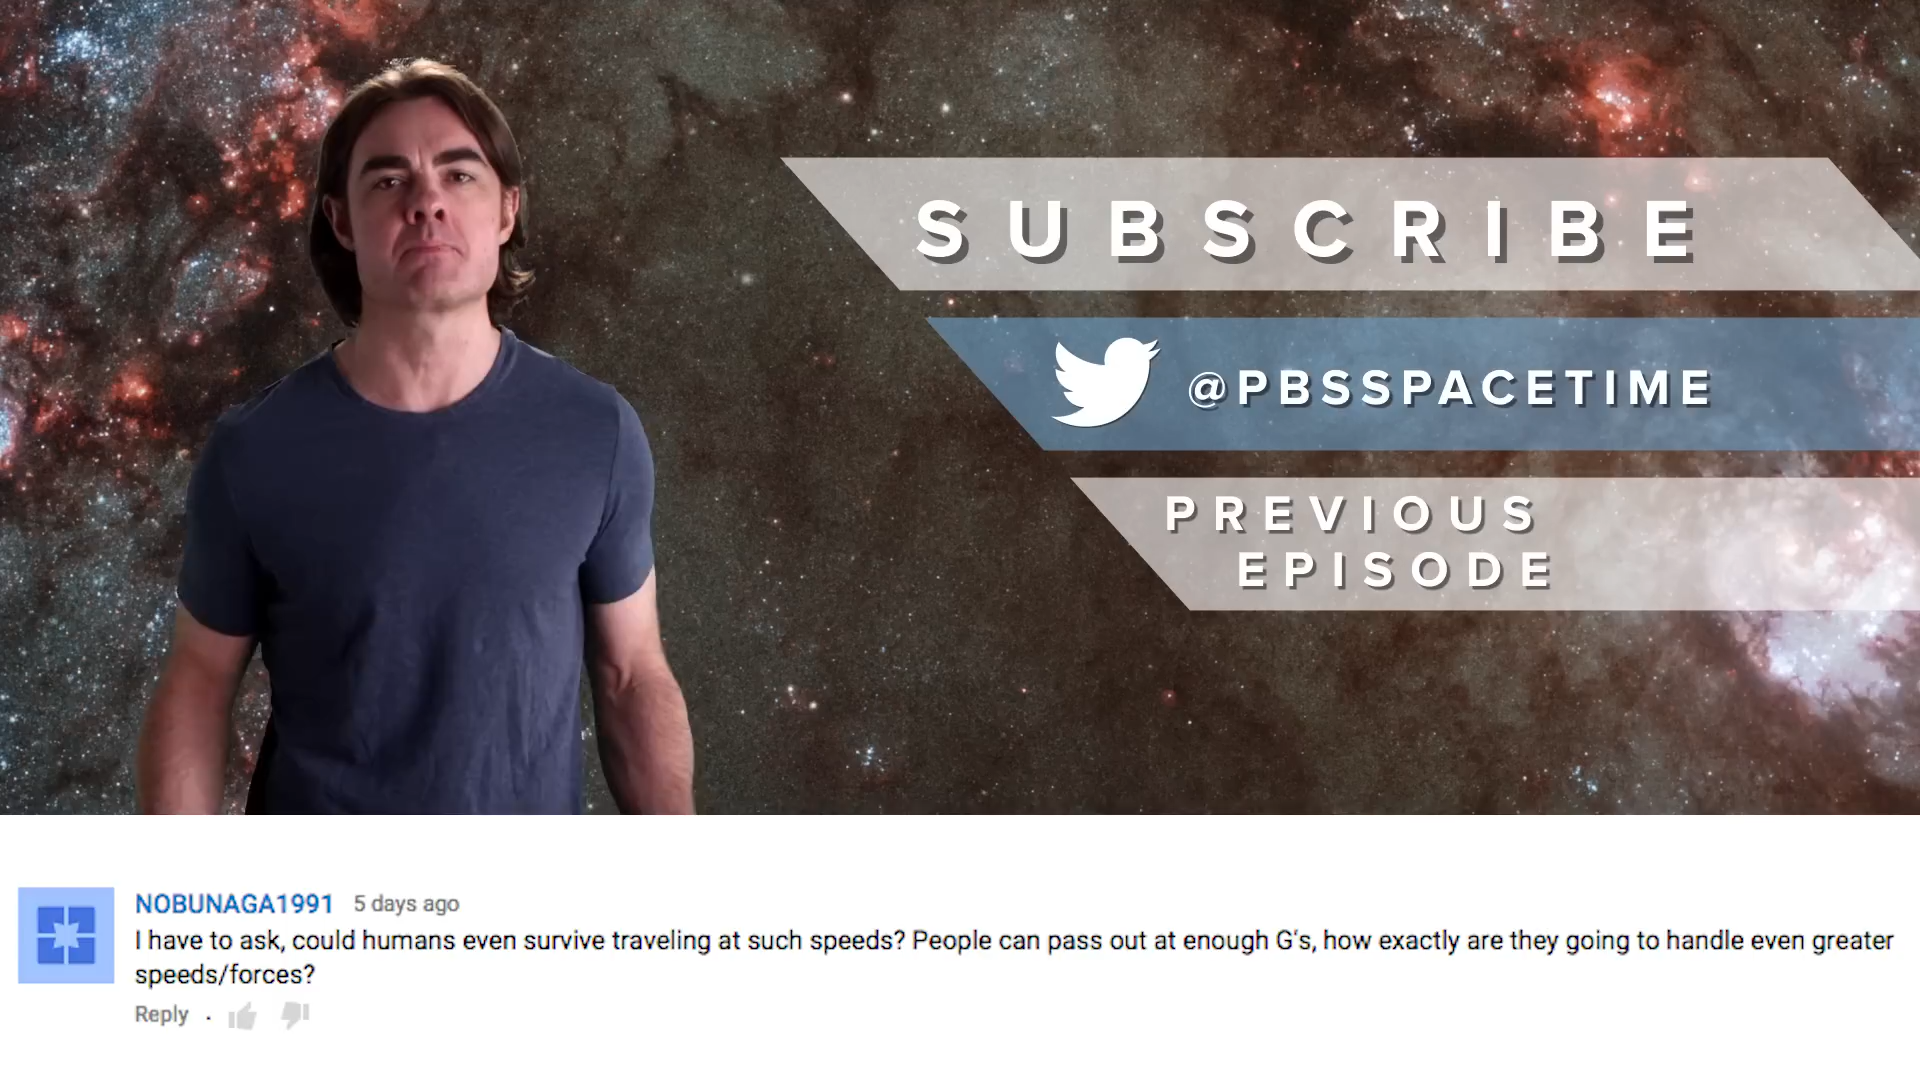 SUBSCRIBE
@PBSSPACETIME
PREVIOUS
EPISODE
NOBUNAGA1991 5 days ago
I have to ask, could humans even survive traveling at such speeds? People can pass out at enough G's, how exactly are they going to handle even greater
speeds/forces?
Reply .